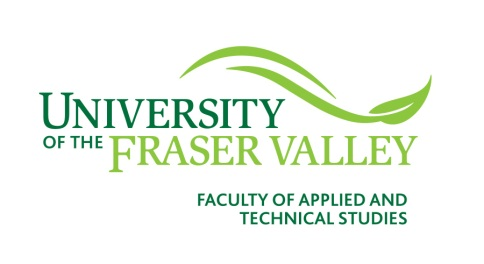 UNIVERSITY
OF THE FRASER VALLEY
FACULTY OF APPLIED AND
TECHNICAL STUDIES